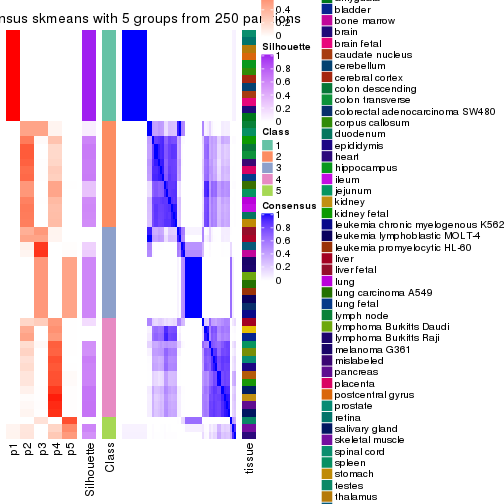 nsus skmeans with 5 groups from 250 par
0.4
0.2
0
Silhouette
1
0.8
0.6
0.4
0.2
0
Class
1
2
3
4
5
Consensus
1
0.8
0.6
0.4
0.2
0
bladder
bone marrow
brain
brain fetal
caudate nucleus
cerebellum
cerebral cortex
colon descending
colon transverse
colorectal adenocarcinoma SW480
corpus callosum
duodenum
epididymis
heart
hippocampus
ileum
jejunum
kidney
kidney fetal
leukemia chronic myelogenous K562
leukemia lymphoblastic MOLT-4
leukemia promyelocytic HL-60
liver
liver fetal
lung
lung carcinoma A549
lung fetal
lymph node
lymphoma Burkitts Daudi
lymphoma Burkitts Raji
melanoma G361
mislabeled
pancreas
placenta
postcentral gyrus
prostate
retina
salivary gland
skeletal muscle
spinal cord
spleen
stomach
testes
thalamus
p1
p2
p3
p4
p5
Silhouette
Class
tissue